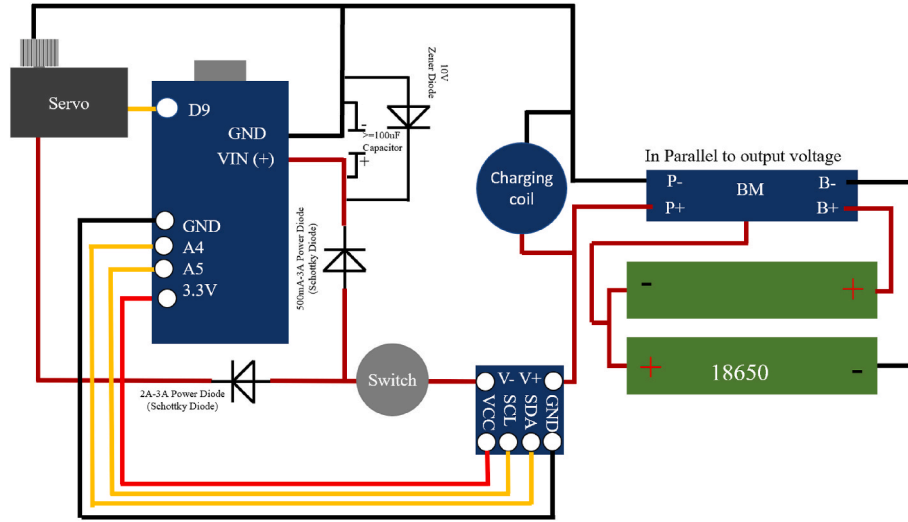 Servo
D9
GND
VIN (+)
-
>=100uF
Capacitor
+
10V
Zener Diode
GND
A4
A5
3.3V
500mA-3A Power Diode
(Schottky Diode)
2A-3A Power Diode
(Schottky Diode)
Switch
Charging
coil
In Parallel to output voltage
P-
BM
B-
P+
B+
-
+
+
18650
-
V- V+
VCC
SCL
SDA
GND